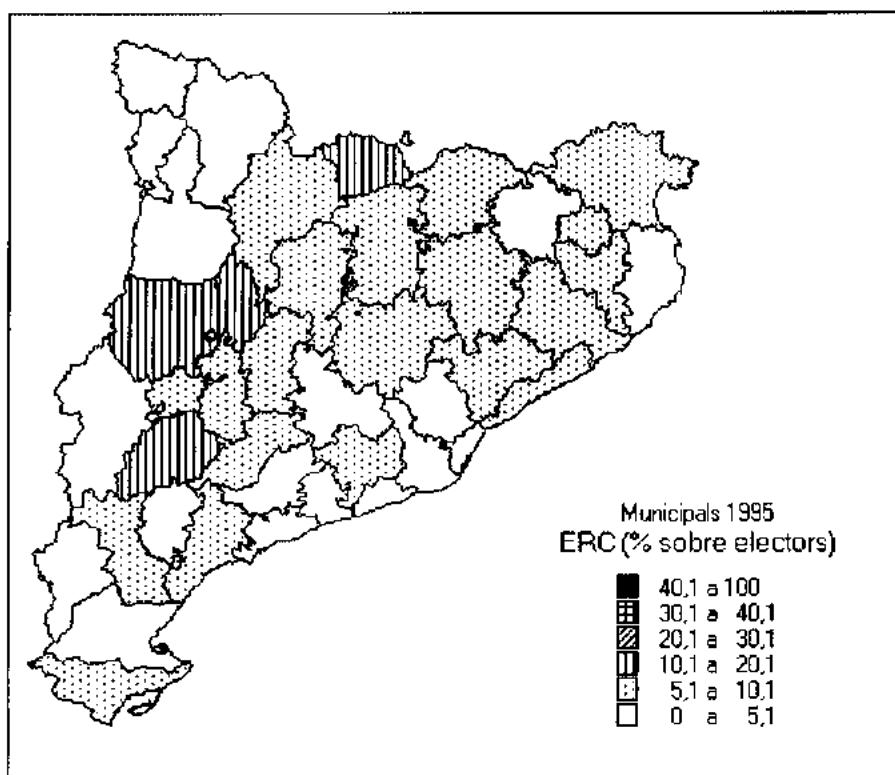 Municipals 1995
ERC (% sobre electors)
40,1 a 100
30,1 a 40,1
20,1 a 30,1
10,1 a 20,1
5,1 a 10,1
0 a 5,1